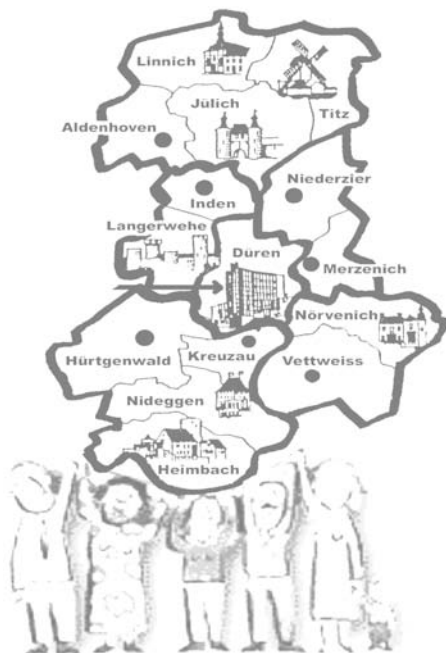 Linnich
Titz
Jülich
Aldenhoven
Niederzier
Inden
Langerwehe
Düren
Merzenich
Nörvenich
Kreuzau
Hürtgenwald
Vettweiss
Nideggen
Heimbach